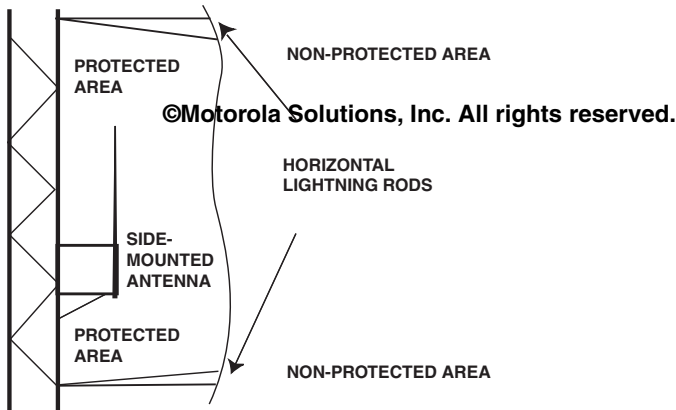 PROTECTED
AREA
NON-PROTECTED AREA
©Motorola Solutions, Inc. All rights reserved.
HORIZONTAL
LIGHTNING RODS
SIDE-
MOUNTED
ANTENNA
PROTECTED
AREA
NON-PROTECTED AREA